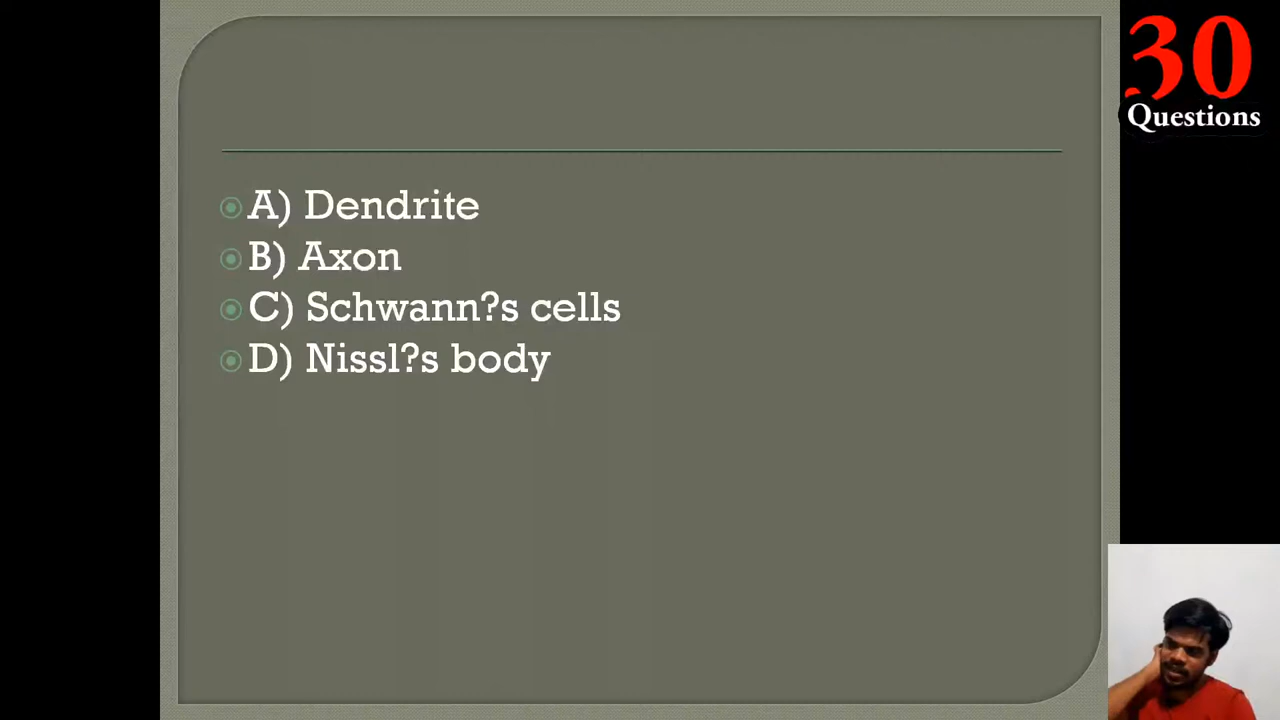 30
Questions
A) Dendrite
B) Axon
C) Schwann?s cells
D) Nissl?s body